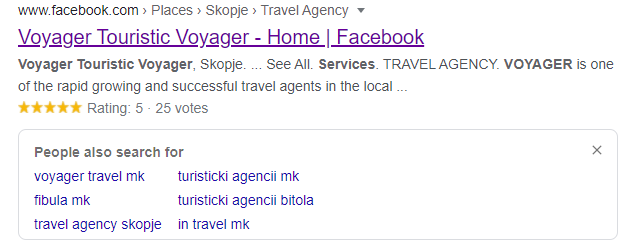 www.facebook.com › Places › Skopje › Travel Agency
Voyager Touristic Voyager - Home | Facebook
Voyager Touristic Voyager, Skopje. ... See All. Services. TRAVEL AGENCY. VOYAGER is one
of the rapid growing and successful travel agents in the local ...
Rating: 5 · 25 votes
People also search for
voyager travel mk turisticki agencii mk
fibula mk turisticki agencii bitola
travel agency skopje in travel mk